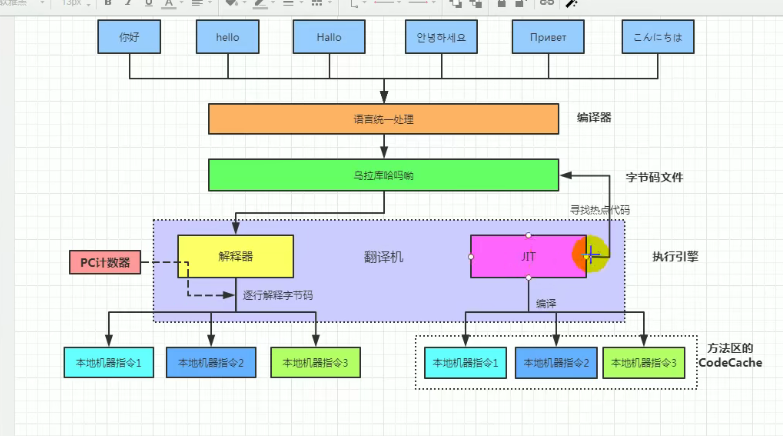 13px
B I U A
你好 hello Hallo 안녕하세요 Привет こんにちは
语言统一处理 编译器
乌拉库哈吗哟 字节码文件
寻找热点代码
PC计数器 解释器 翻译机 JIT 执行引擎
逐行解释字节码 编译
本地机器指令1 本地机器指令2 本地机器指令3 本地机器指令1 本地机器指令2 本地机器指令3
方法区的
CodeCache